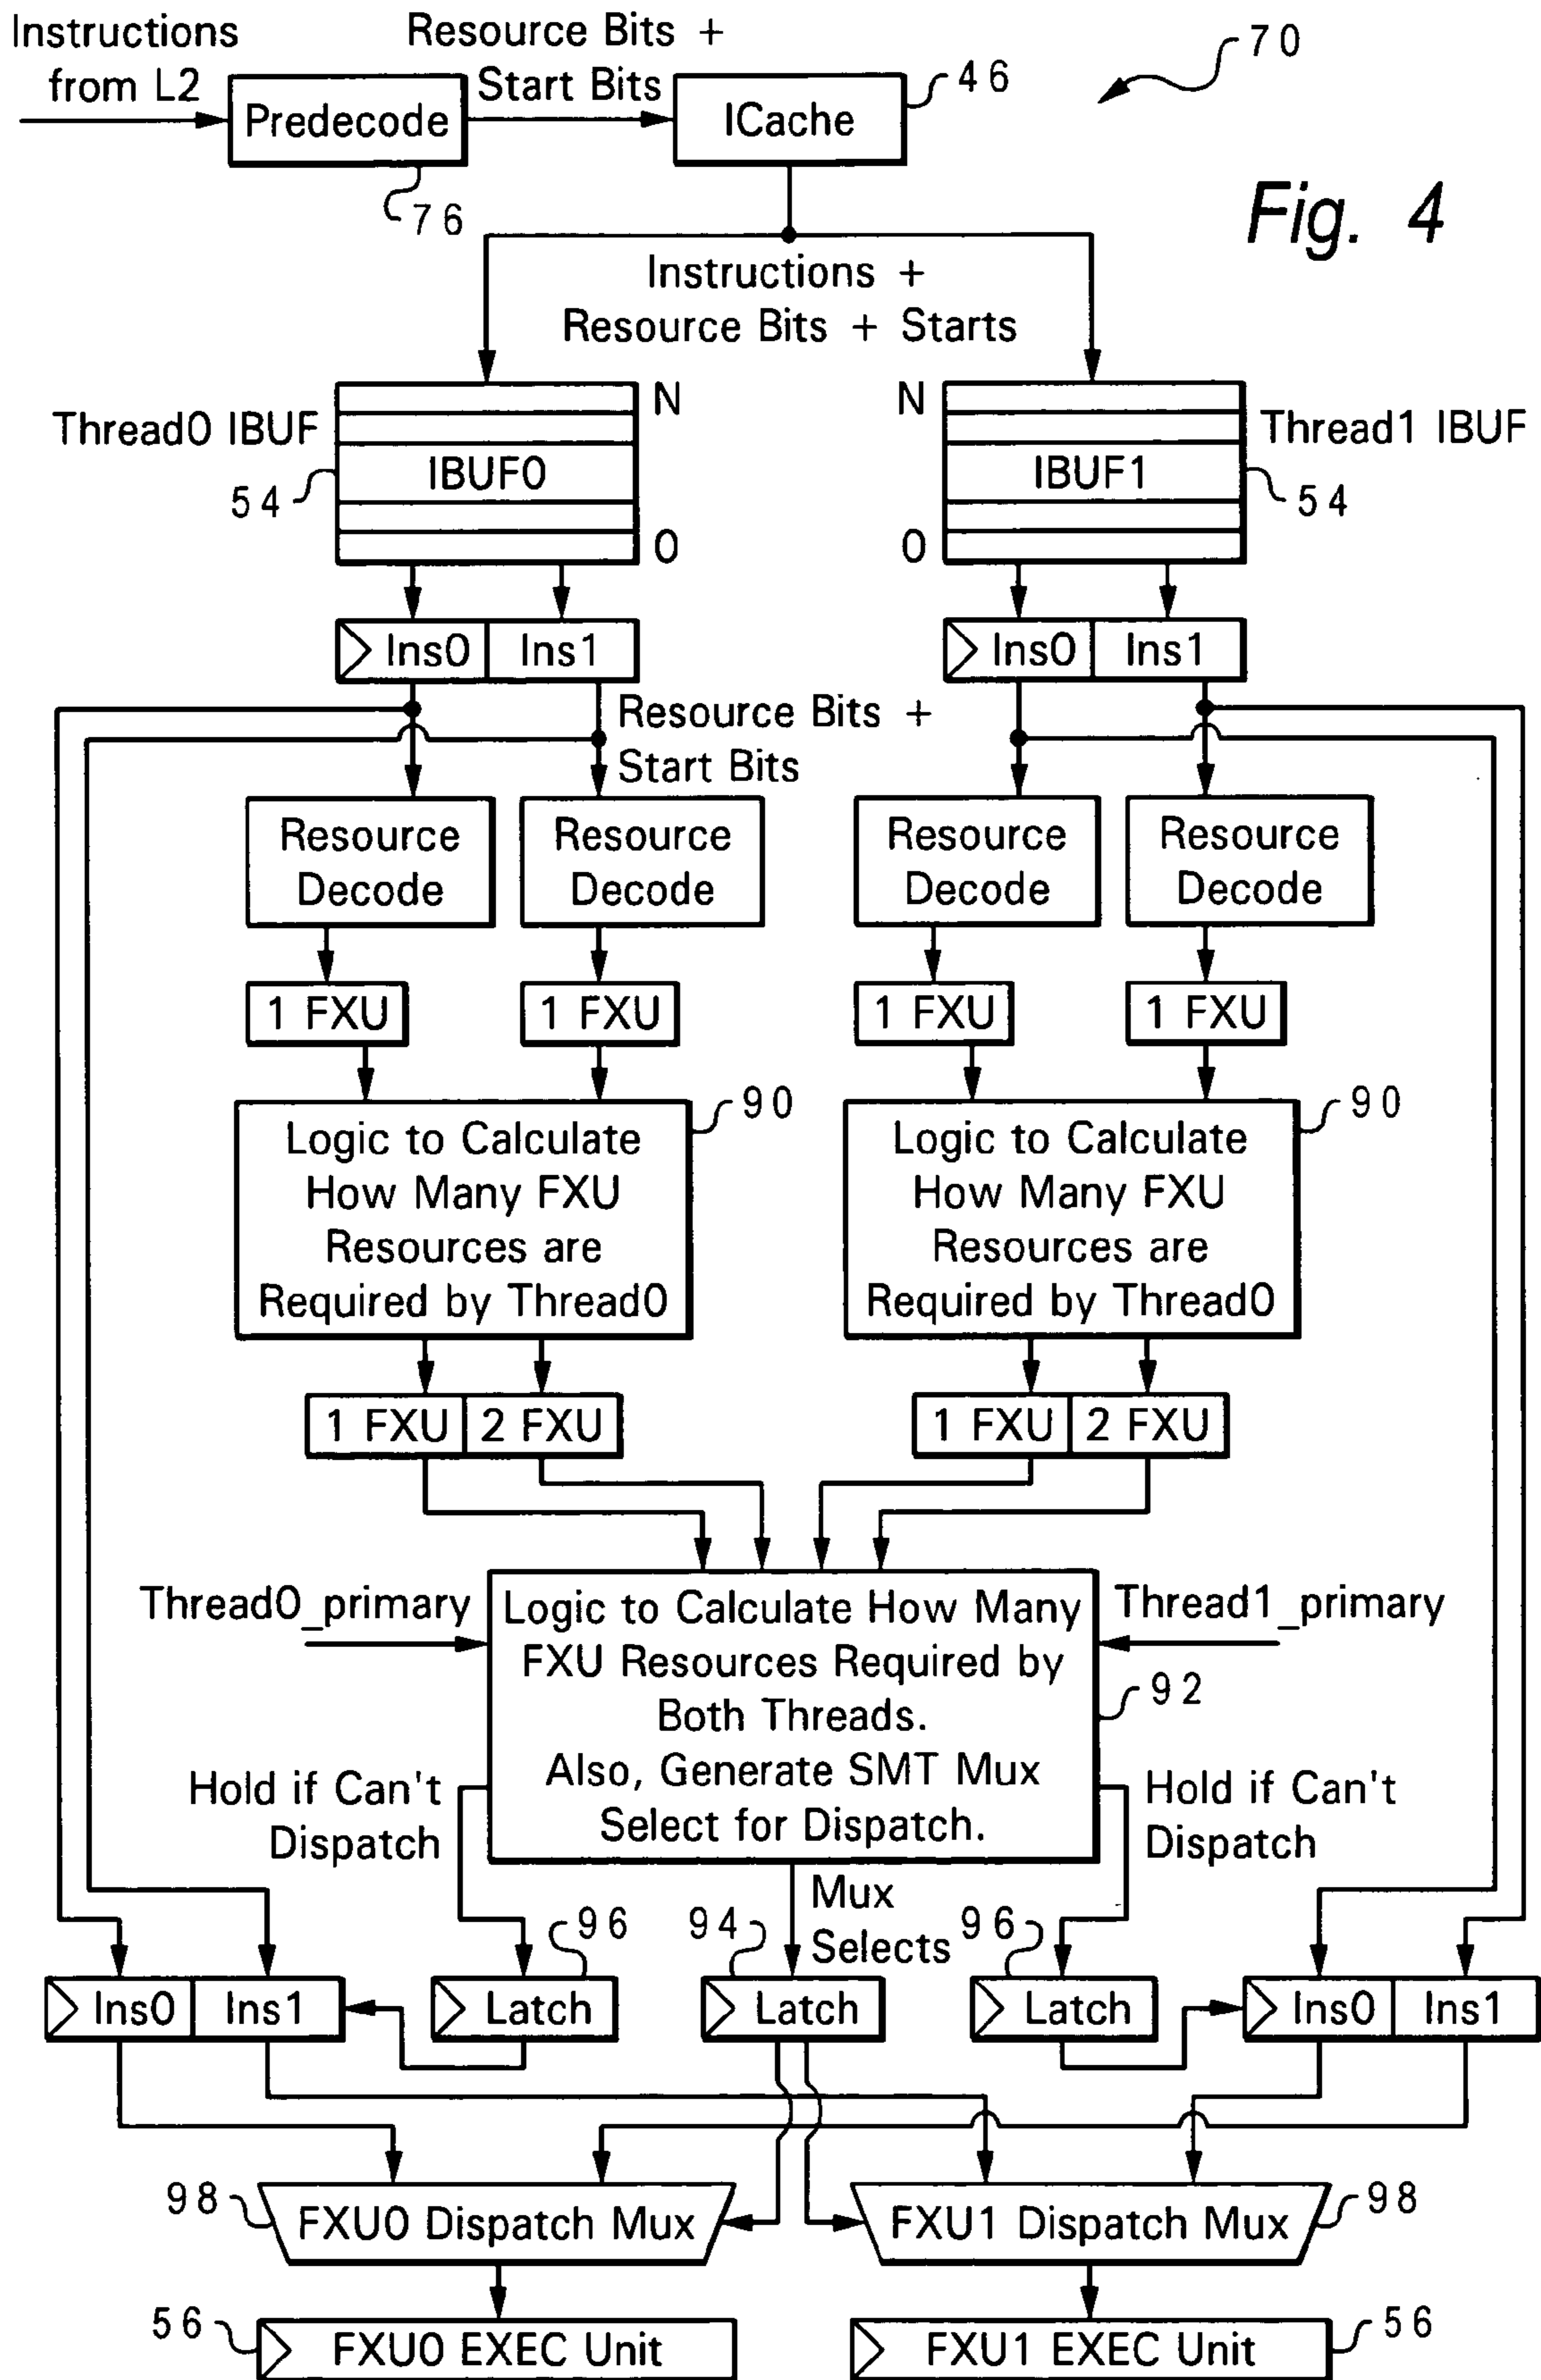 Instructions
from L2
Resource Bits +
Start Bits
Predecode
ICache
46
70
76
Fig. 4
Instructions +
Resource Bits + Starts
Thread0 IBUF
N
N
Thread1 IBUF
IBUF0
IBUF1
54
54
0
0
Ins0
Ins1
Ins0
Ins1
Resource Bits +
Start Bits
Resource
Decode
Resource
Decode
Resource
Decode
Resource
Decode
1 FXU
1 FXU
1 FXU
1 FXU
90
90
Logic to Calculate
How Many FXU
Resources are
Required by Thread0
Logic to Calculate
How Many FXU
Resources are
Required by Thread0
1 FXU
2 FXU
1 FXU
2 FXU
Thread0_primary
Thread1_primary
Logic to Calculate How Many
FXU Resources Required by
Both Threads.
Also, Generate SMT Mux
Select for Dispatch.
92
Hold if Can't
Dispatch
Hold if Can't
Dispatch
Mux
Selects
96
94
96
Ins0
Ins1
Latch
Latch
Latch
Ins0
Ins1
98
FXU0 Dispatch Mux
FXU1 Dispatch Mux
98
56
FXU0 EXEC Unit
FXU1 EXEC Unit
56